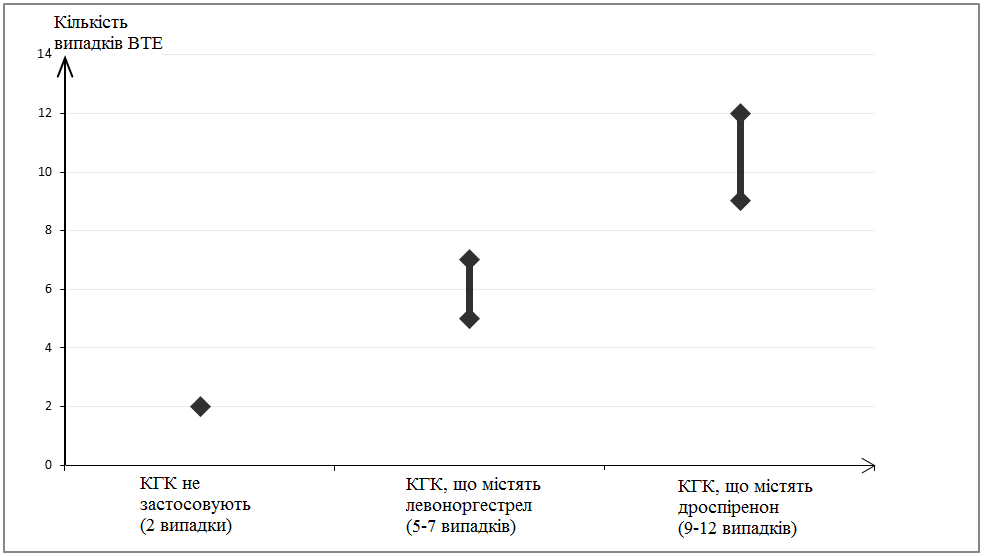 Кількість
випадків ВТЕ
14
12
10
8
6
4
2
0
КГК не
застосовують
(2 випадки)
КГК, що містять
левоноргестрел
(5-7 випадків)
КГК, що містять
дроспіренон
(9-12 випадків)